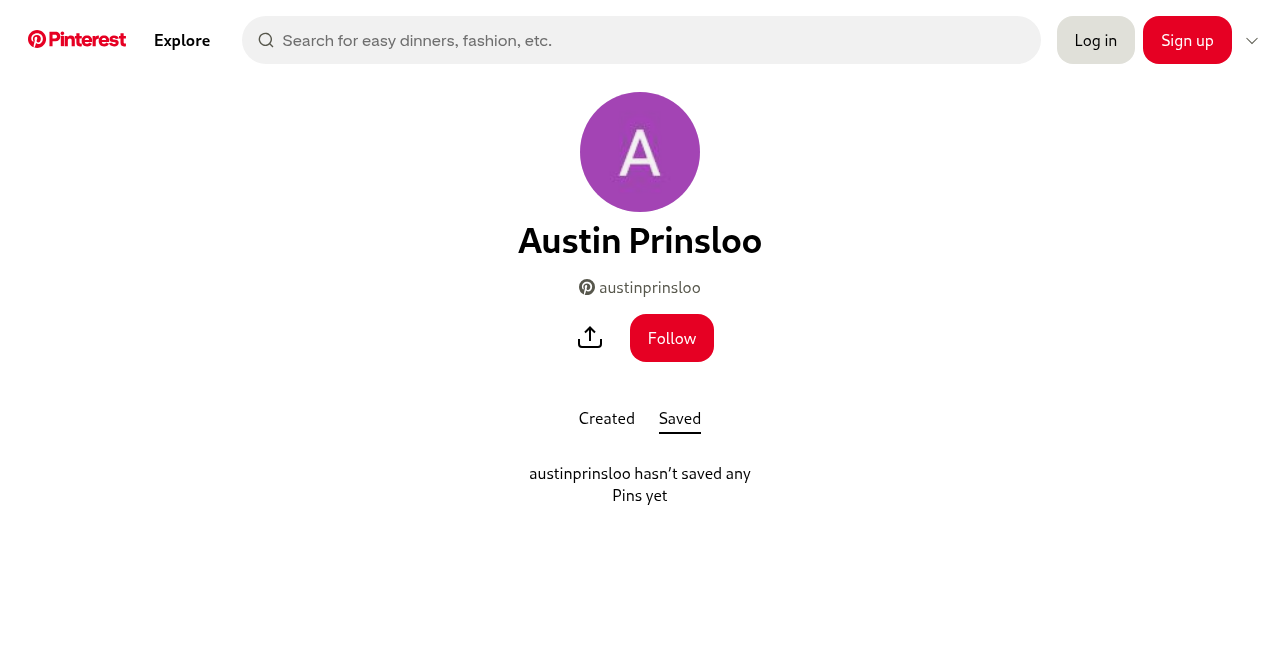 Pinterest
Explore
Search for easy dinners, fashion, etc.
Log in
Sign up
A
Austin Prinsloo
austinprinsloo
Follow
Created
Saved
austinprinsloo hasn’t saved any
Pins yet